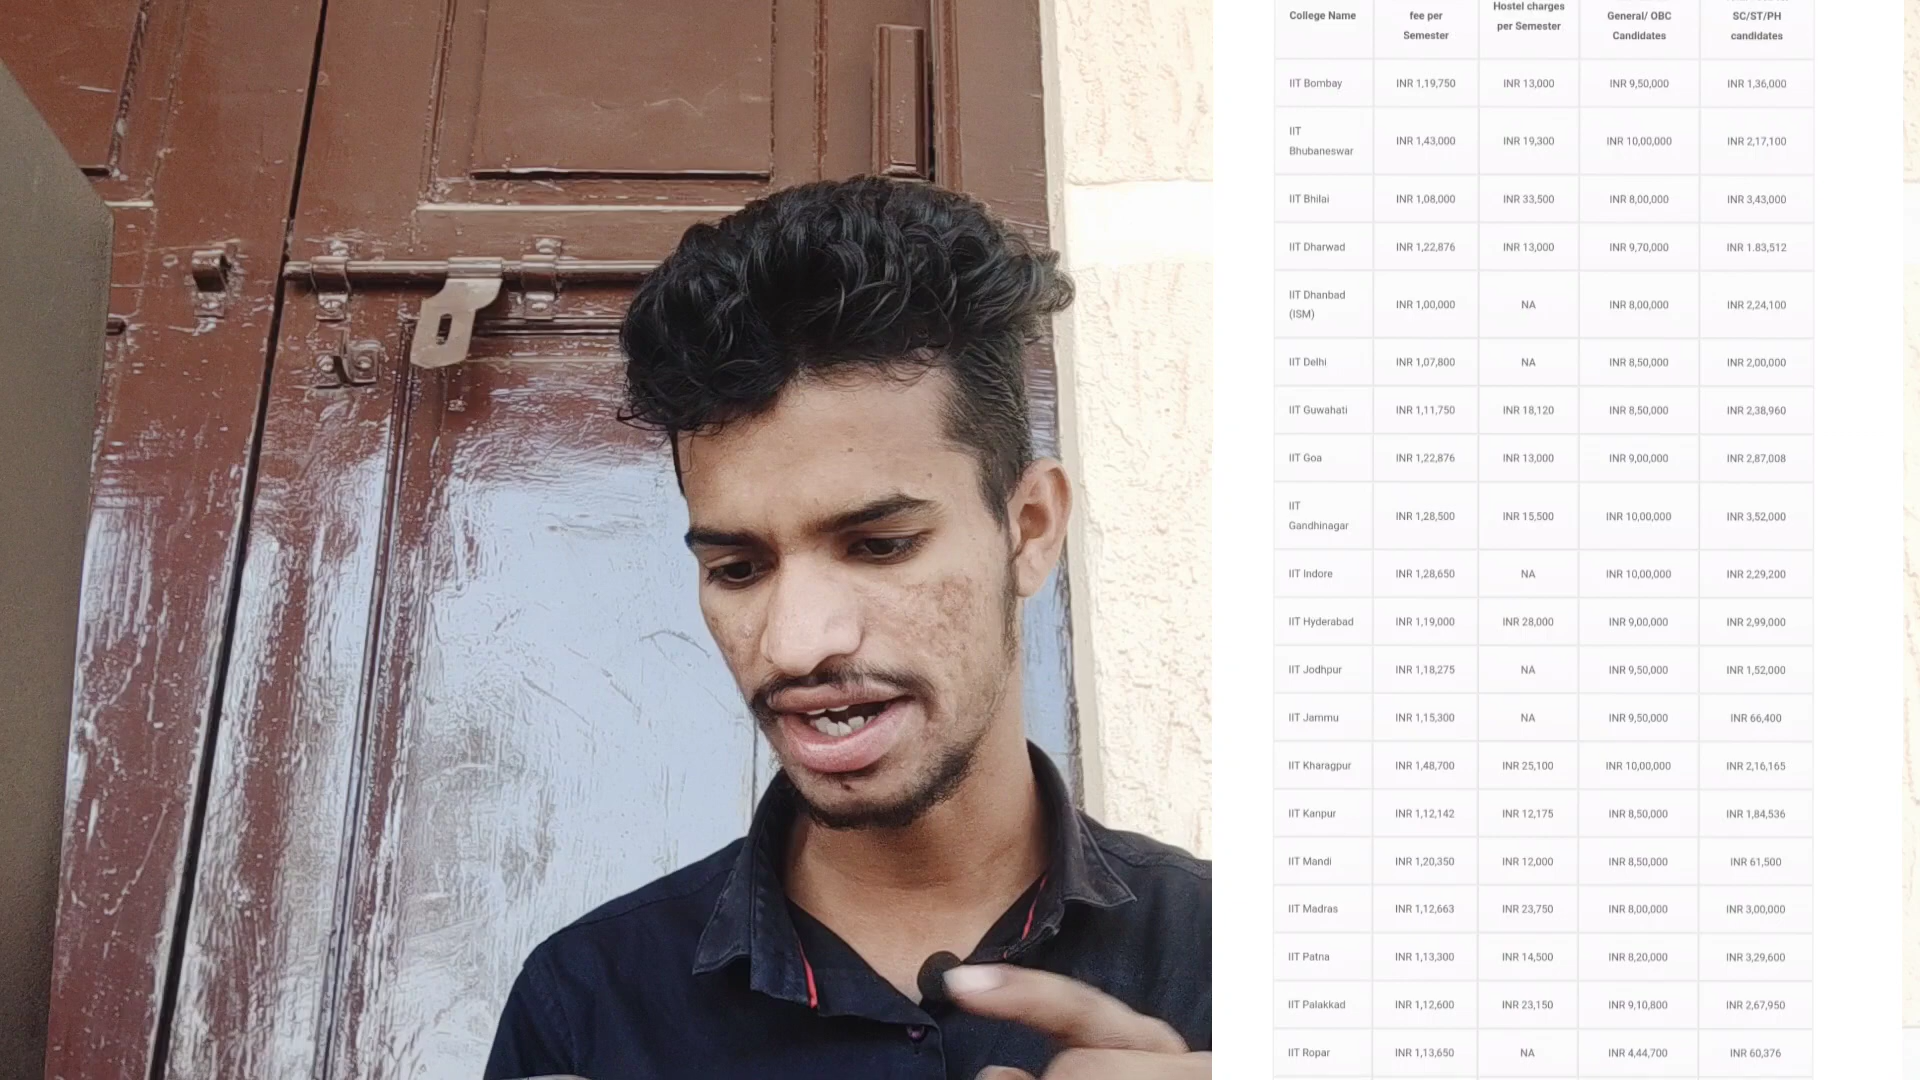 College Name
fee per
Semester
Hostel charges
per Semester
General/ OBC
Candidates
SC/ST/PH
candidates
IIT Bombay INR 1,19,750 INR 13,000 INR 9,50,000 INR 1,36,000
IIT
Bhubaneswar INR 1,43,000 INR 19,300 INR 10,00,000 INR 2,17,100
IIT Bhilai INR 1,08,000 INR 33,500 INR 8,00,000 INR 3,43,000
IIT Dharwad INR 1,22,876 INR 13,000 INR 9,70,000 INR 1.83,512
IIT Dhanbad
(ISM) INR 1,00,000 NA INR 8,00,000 INR 2,24,100
IIT Delhi INR 1,07,800 NA INR 8,50,000 INR 2,00,000
IIT Guwahati INR 1,11,750 INR 18,120 INR 8,50,000 INR 2,38,960
IIT Goa INR 1,22,876 INR 13,000 INR 9,00,000 INR 2,87,008
IIT
Gandhinagar INR 1,28,500 INR 15,500 INR 10,00,000 INR 3,52,000
IIT Indore INR 1,28,650 NA INR 10,00,000 INR 2,29,200
IIT Hyderabad INR 1,19,000 INR 28,000 INR 9,00,000 INR 2,99,000
IIT Jodhpur INR 1,18,275 NA INR 9,50,000 INR 1,52,000
IIT Jammu INR 1,15,300 NA INR 9,50,000 INR 66,400
IIT Kharagpur INR 1,48,700 INR 25,100 INR 10,00,000 INR 2,16,165
IIT Kanpur INR 1,12,142 INR 12,175 INR 8,50,000 INR 1,84,536
IIT Mandi INR 1,20,350 INR 12,000 INR 8,50,000 INR 61,500
IIT Madras INR 1,12,663 INR 23,750 INR 8,00,000 INR 3,00,000
IIT Patna INR 1,13,300 INR 14,500 INR 8,20,000 INR 3,29,600
IIT Palakkad INR 1,12,600 INR 23,150 INR 9,10,800 INR 2,67,950
IIT Ropar INR 1,13,650 NA INR 4,44,700 INR 60,376